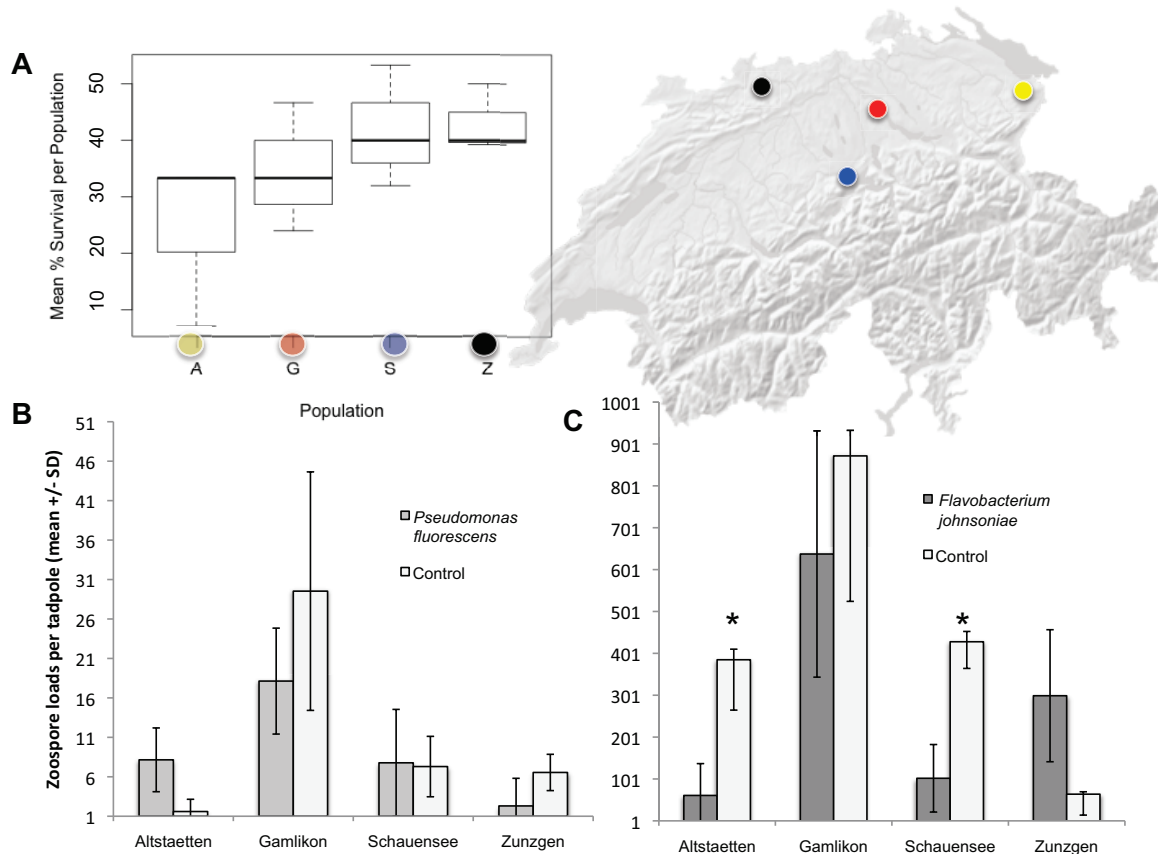 A
Mean % Survival per Population
50
40
30
20
10
A G S Z
Population
B
Zoospore loads per tadpole (mean +/- SD)
51
46
41
36
31
26
21
16
11
6
1
Pseudomonas
fluorescens
Control
Altstaetten Gamlikon Schauensee Zunzgen
C
1001
901
801
701
601
501
401
301
201
101
1
Flavobacterium
johnsoniae
Control
*
*
Altstaetten Gamlikon Schauensee Zunzgen